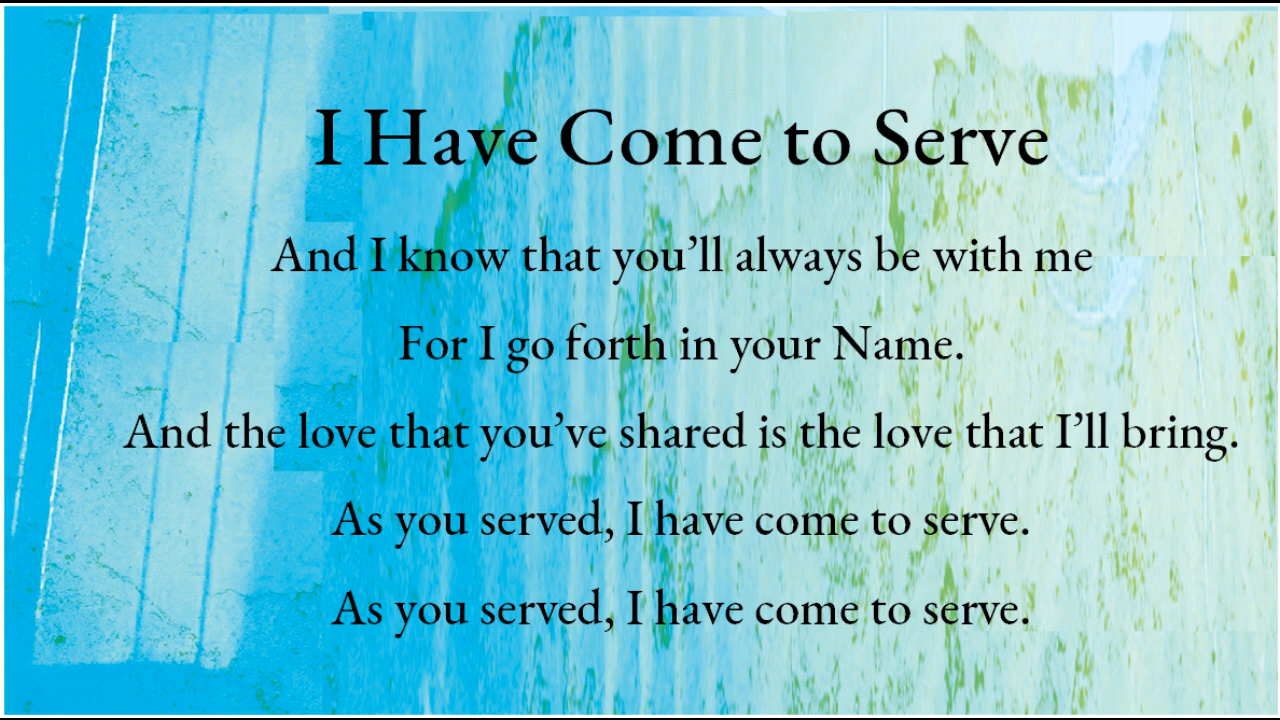 I Have Come to Serve
And I know that you’ll always be with me
For I go forth in your Name.
And the love that you’ve shared is the love that I’ll bring.
As you served, I have come to serve.
As you served, I have come to serve.